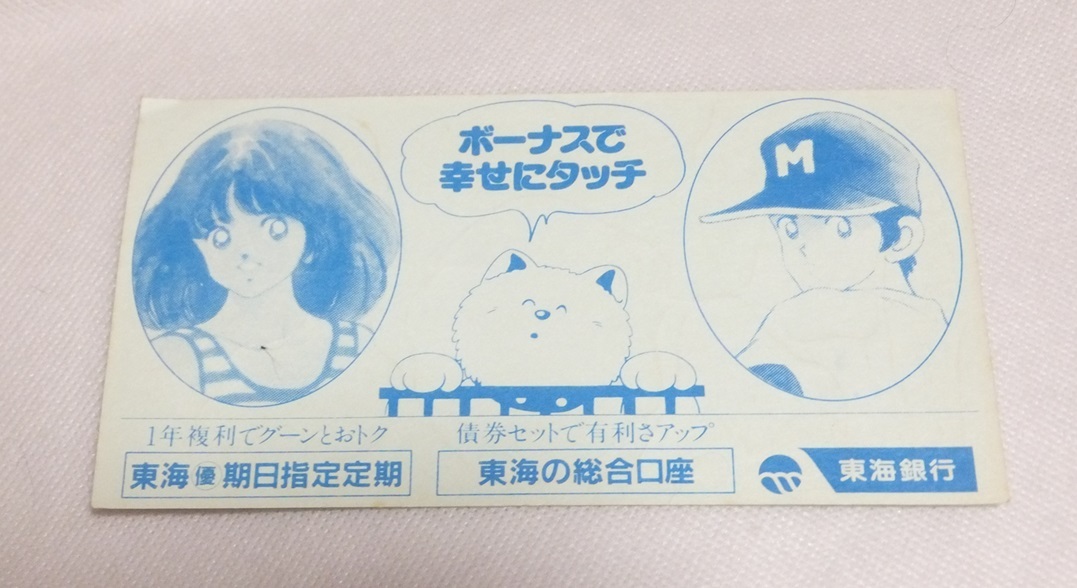 ボーナスで
幸せにタッチ
M
1年複利でグーンとおトク
東海優期日指定定期
債券セットで有利さアップ
東海の総合口座
東海銀行